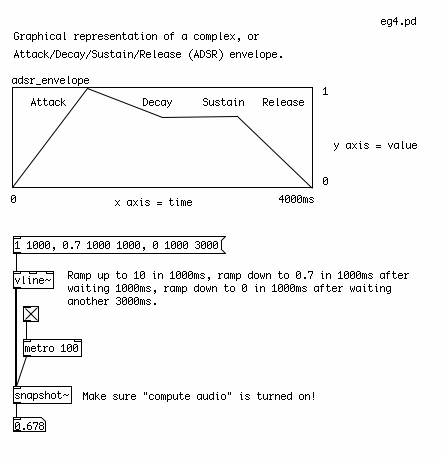 eg4.pd
Graphical representation of a complex, or
Attack/Decay/Sustain/Release (ADSR) envelope.
adsr_envelope
Attack Decay Sustain Release 1
y axis = value
0
0 x axis = time 4000ms
1 1000, 0.7 1000 1000, 0 1000 3000
vline~ Ramp up to 10 in 1000ms, ramp down to 0.7 in 1000ms after
waiting 1000ms, ramp down to 0 in 1000ms after waiting
another 3000ms.
metro 100
snapshot~ Make sure "compute audio" is turned on!
0.678